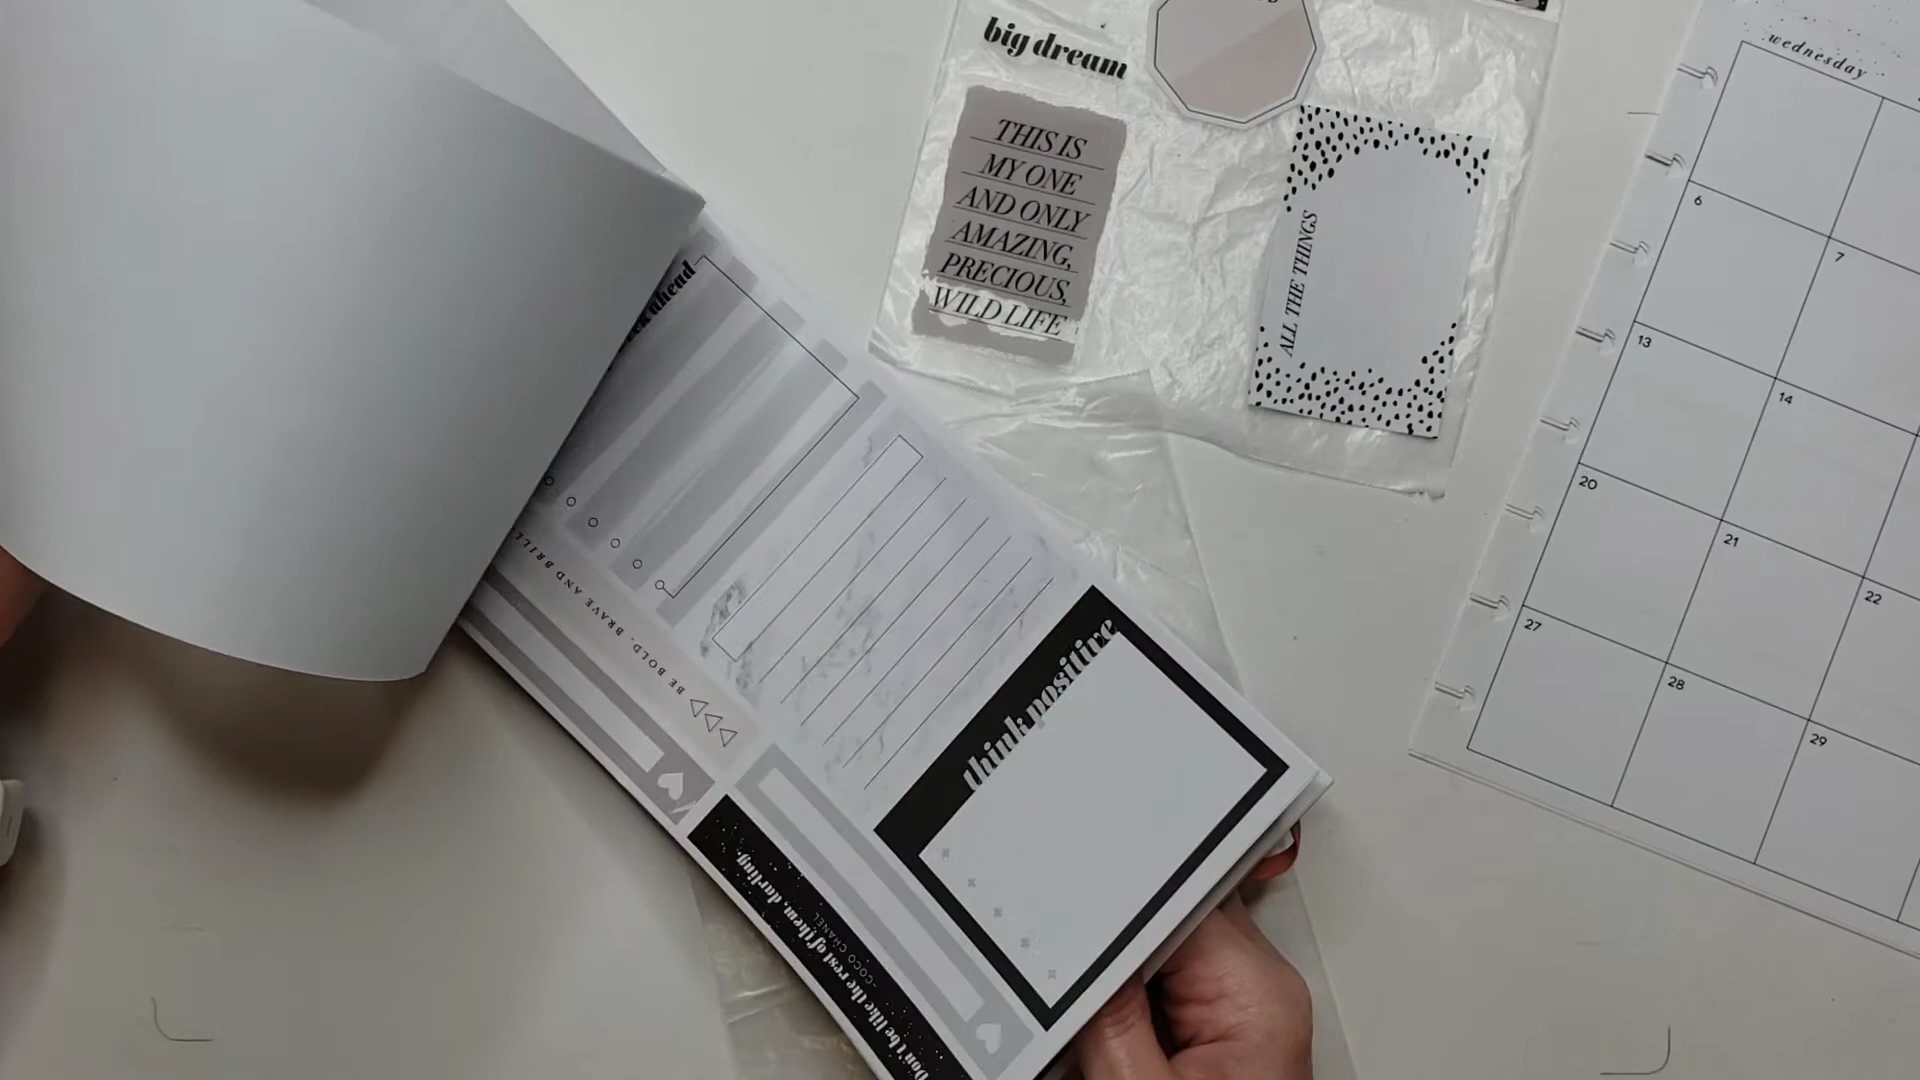 big dream
THIS IS
MY ONE
AND ONLY
AMAZING,
PRECIOUS,
WILD LIFE
ALL THE THINGS
wednesday
6
7
13
14
20
21
22
27
28
29
ahead
BE BOLD, BRAVE AND
think positive
Don't be like the rest of them, darling.
-COCO CHANEL